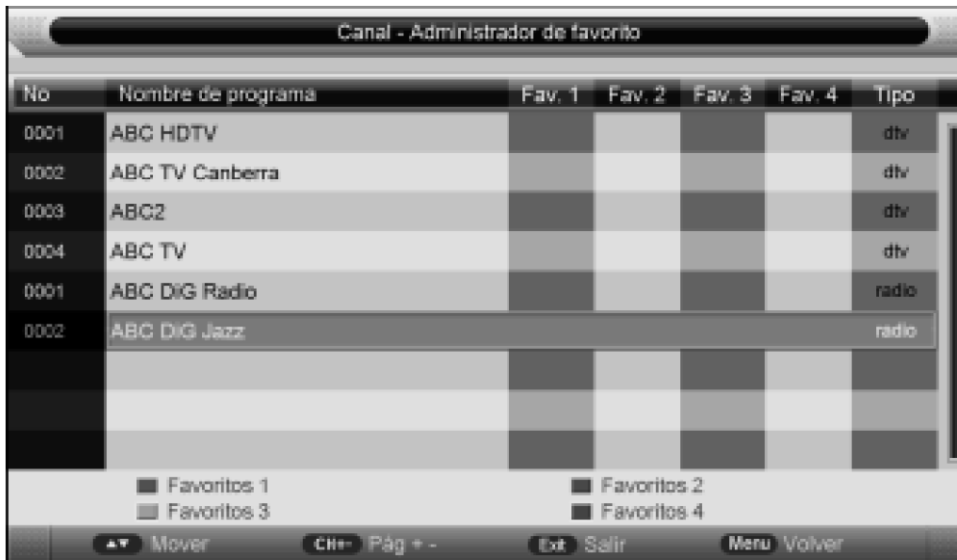 Canal - Administrador de favorito
No Nombre de programa Fav. 1 Fav. 2 Fav. 3 Fav. 4 Tipo
0001 ABC HDTV dtv
0002 ABC TV Canberra dtv
0003 ABC2 dtv
0004 ABC TV dtv
0001 ABC DiG Radio radio
0002 ABC DiG Jazz radio
Favoritos 1 Favoritos 2
Favoritos 3 Favoritos 4
Mover CH+- Pág + - Exit Salir Menu Volver